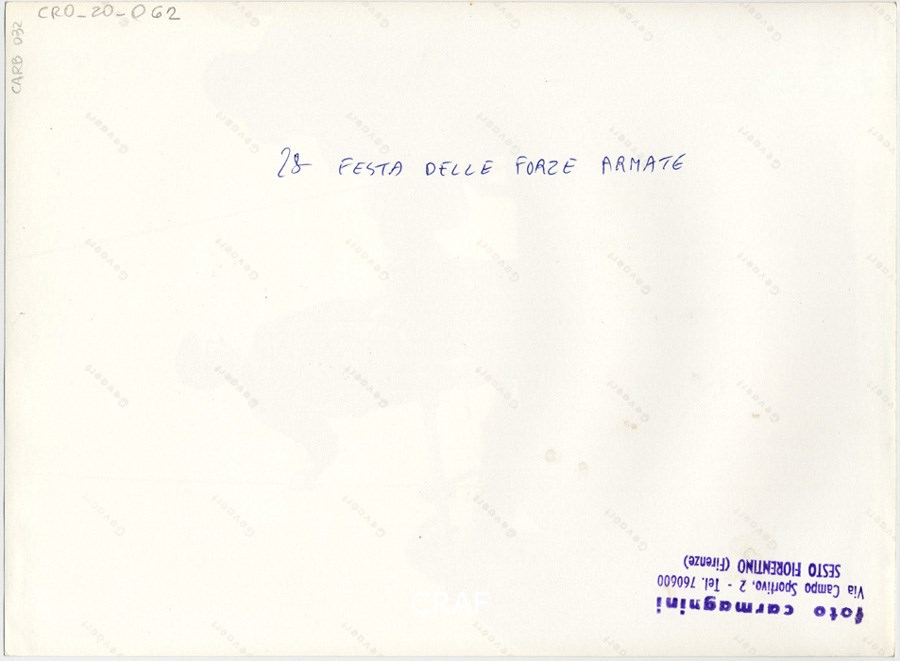 CRO_20_062
CARB 032
28 FESTA DELLE FORZE ARMATE
foto carmagnini
Via Campo Sportivo, 2 - Tel. 760600
SESTO FIORENTINO (Firenze)
RAF